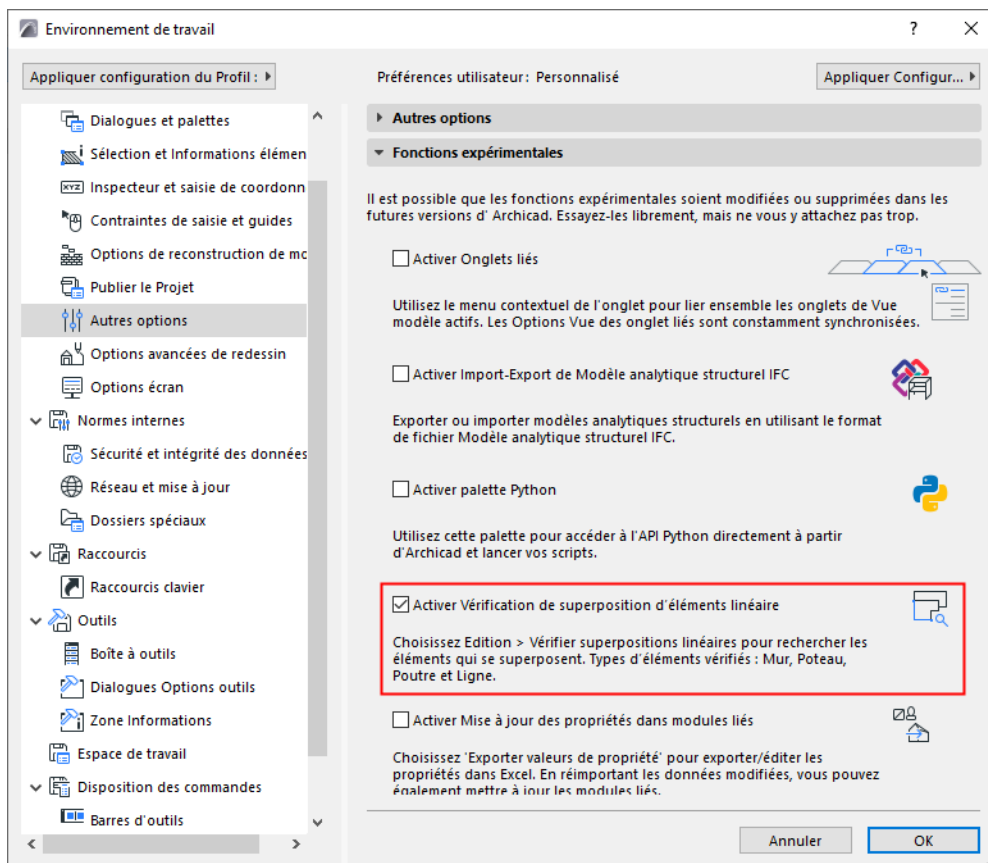 Environnement de travail
?
Appliquer configuration du Profil :
Préférences utilisateur: Personnalisé
Appliquer Configur...
Dialogues et palettes
Sélection et Informations élémen
XYZ Inspecteur et saisie de coordonn
Contraintes de saisie et guides
Options de reconstruction de mc
Publier le Projet
Autres options
Options avancées de redessin
Options écran
Normes internes
Sécurité et intégrité des données
Réseau et mise à jour
Dossiers spéciaux
Raccourcis
Raccourcis clavier
Outils
Boîte à outils
Dialogues Options outils
Zone Informations
Espace de travail
Disposition des commandes
Barres d'outils
Autres options
Fonctions expérimentales
Il est possible que les fonctions expérimentales soient modifiées ou supprimées dans les
futures versions d' Archicad. Essayez-les librement, mais ne vous y attachez pas trop.
Activer Onglets liés
Utilisez le menu contextuel de l'onglet pour lier ensemble les onglets de Vue
modèle actifs. Les Options Vue des onglet liés sont constamment synchronisées.
Activer Import-Export de Modèle analytique structurel IFC
Exporter ou importer modèles analytiques structurels en utilisant le format
de fichier Modèle analytique structurel IFC.
Activer palette Python
Utilisez cette palette pour accéder à l'API Python directement à partir
d'Archicad et lancer vos scripts.
Activer Vérification de superposition d'éléments linéaire
Choisissez Edition > Vérifier superpositions linéaires pour rechercher les
éléments qui se superposent. Types d'éléments vérifiés : Mur, Poteau,
Poutre et Ligne.
Activer Mise à jour des propriétés dans modules liés
Choisissez 'Exporter valeurs de propriété' pour exporter/éditer les
propriétés dans Excel. En réimportant les données modifiées, vous pouvez
également mettre à jour les modules liés.
Annuler
OK